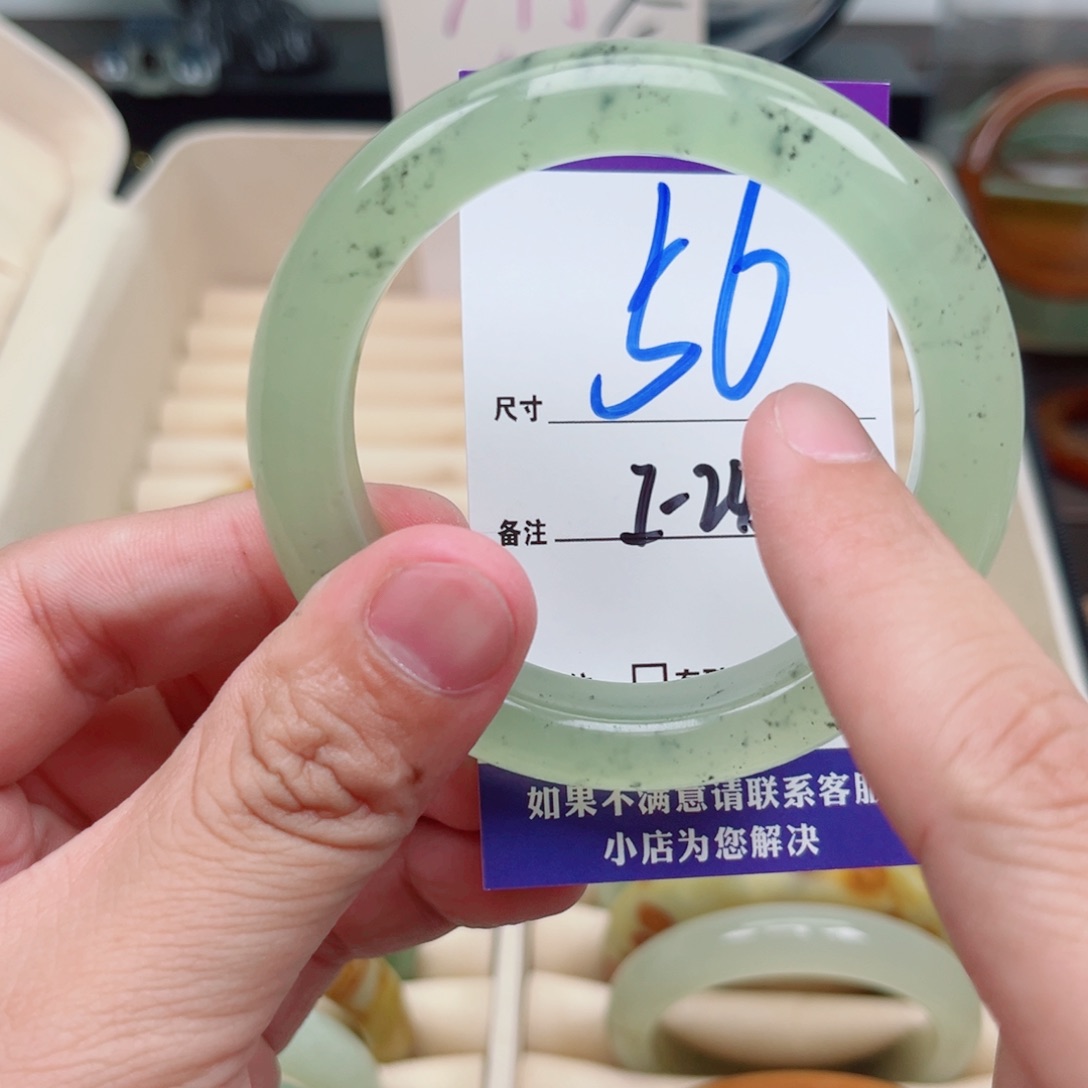 56
尺寸
备注 I-24
如果不满意请联系客服
小店为您解决